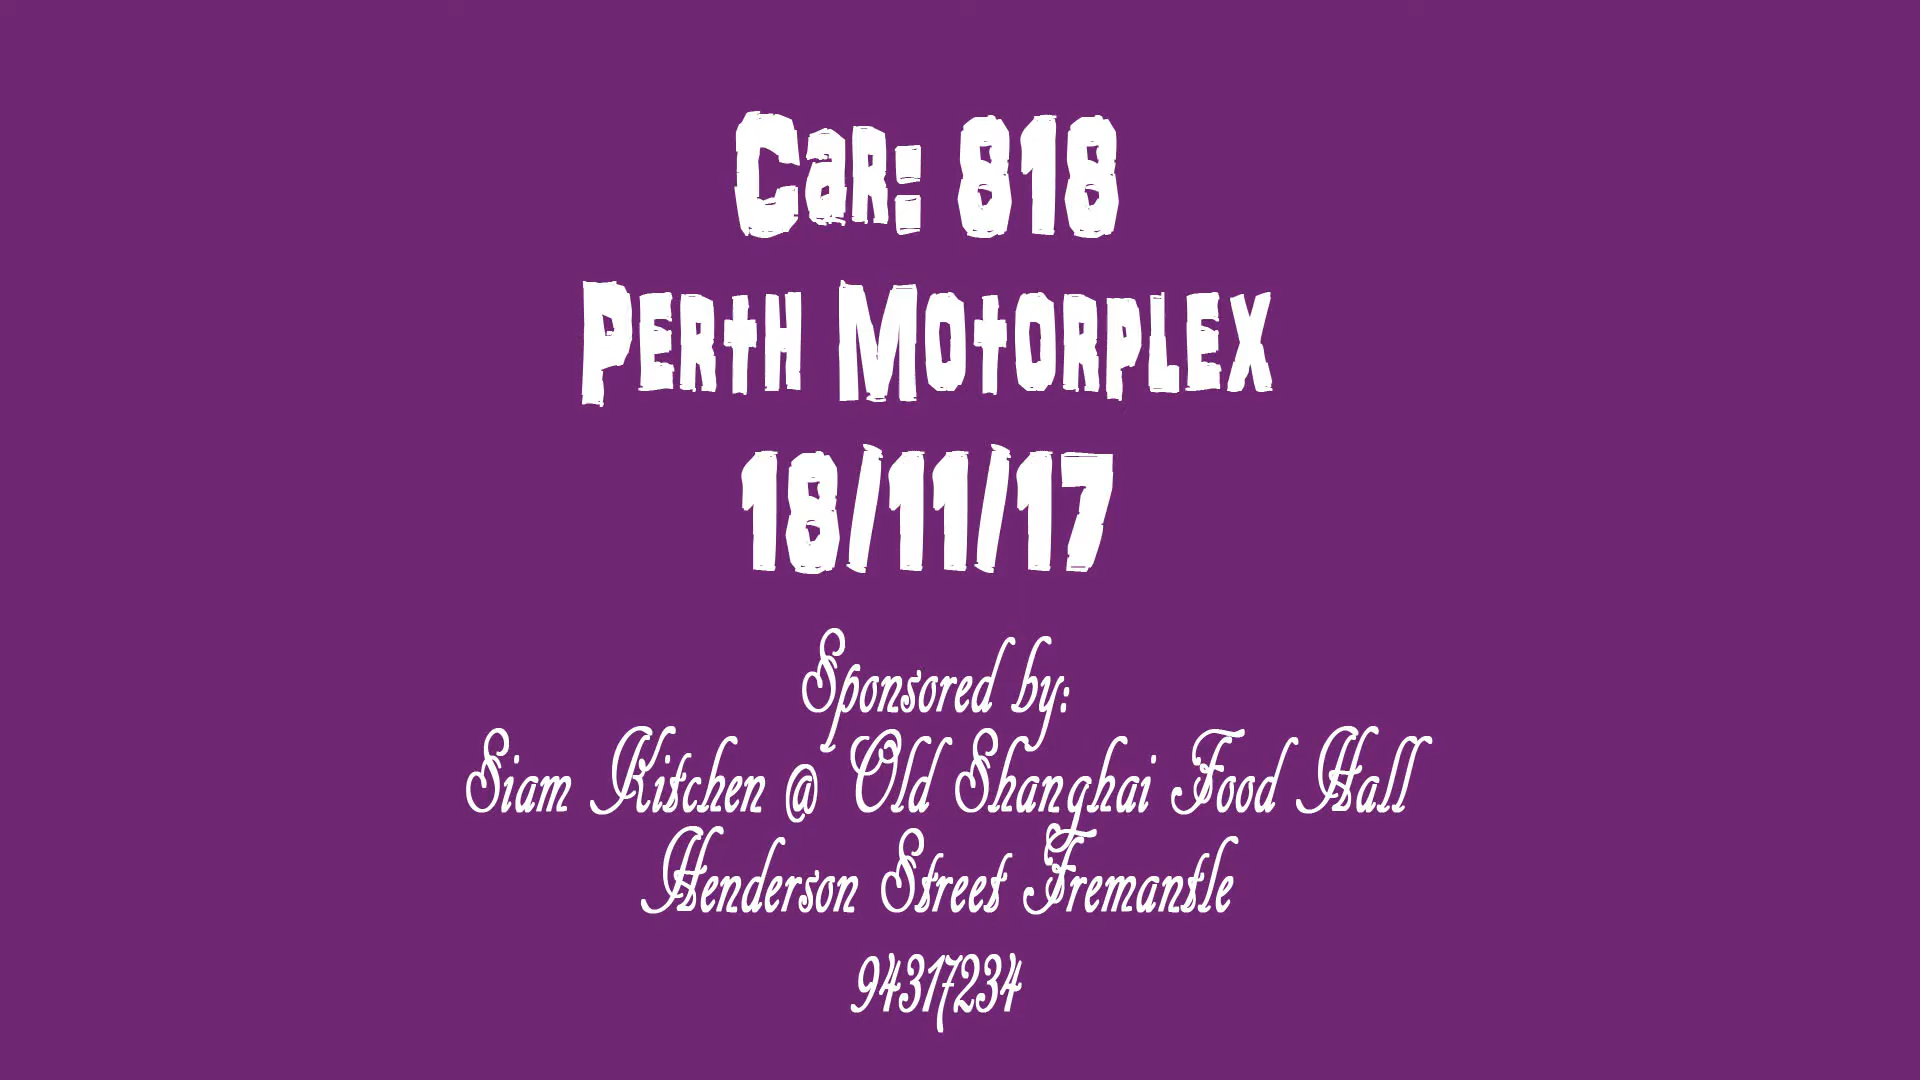 Car: 818
Perth Motorplex
18/11/17
Sponsored by:
Siam Kitchen @ Old Shanghai Food Hall
Henderson Street Fremantle
94317234